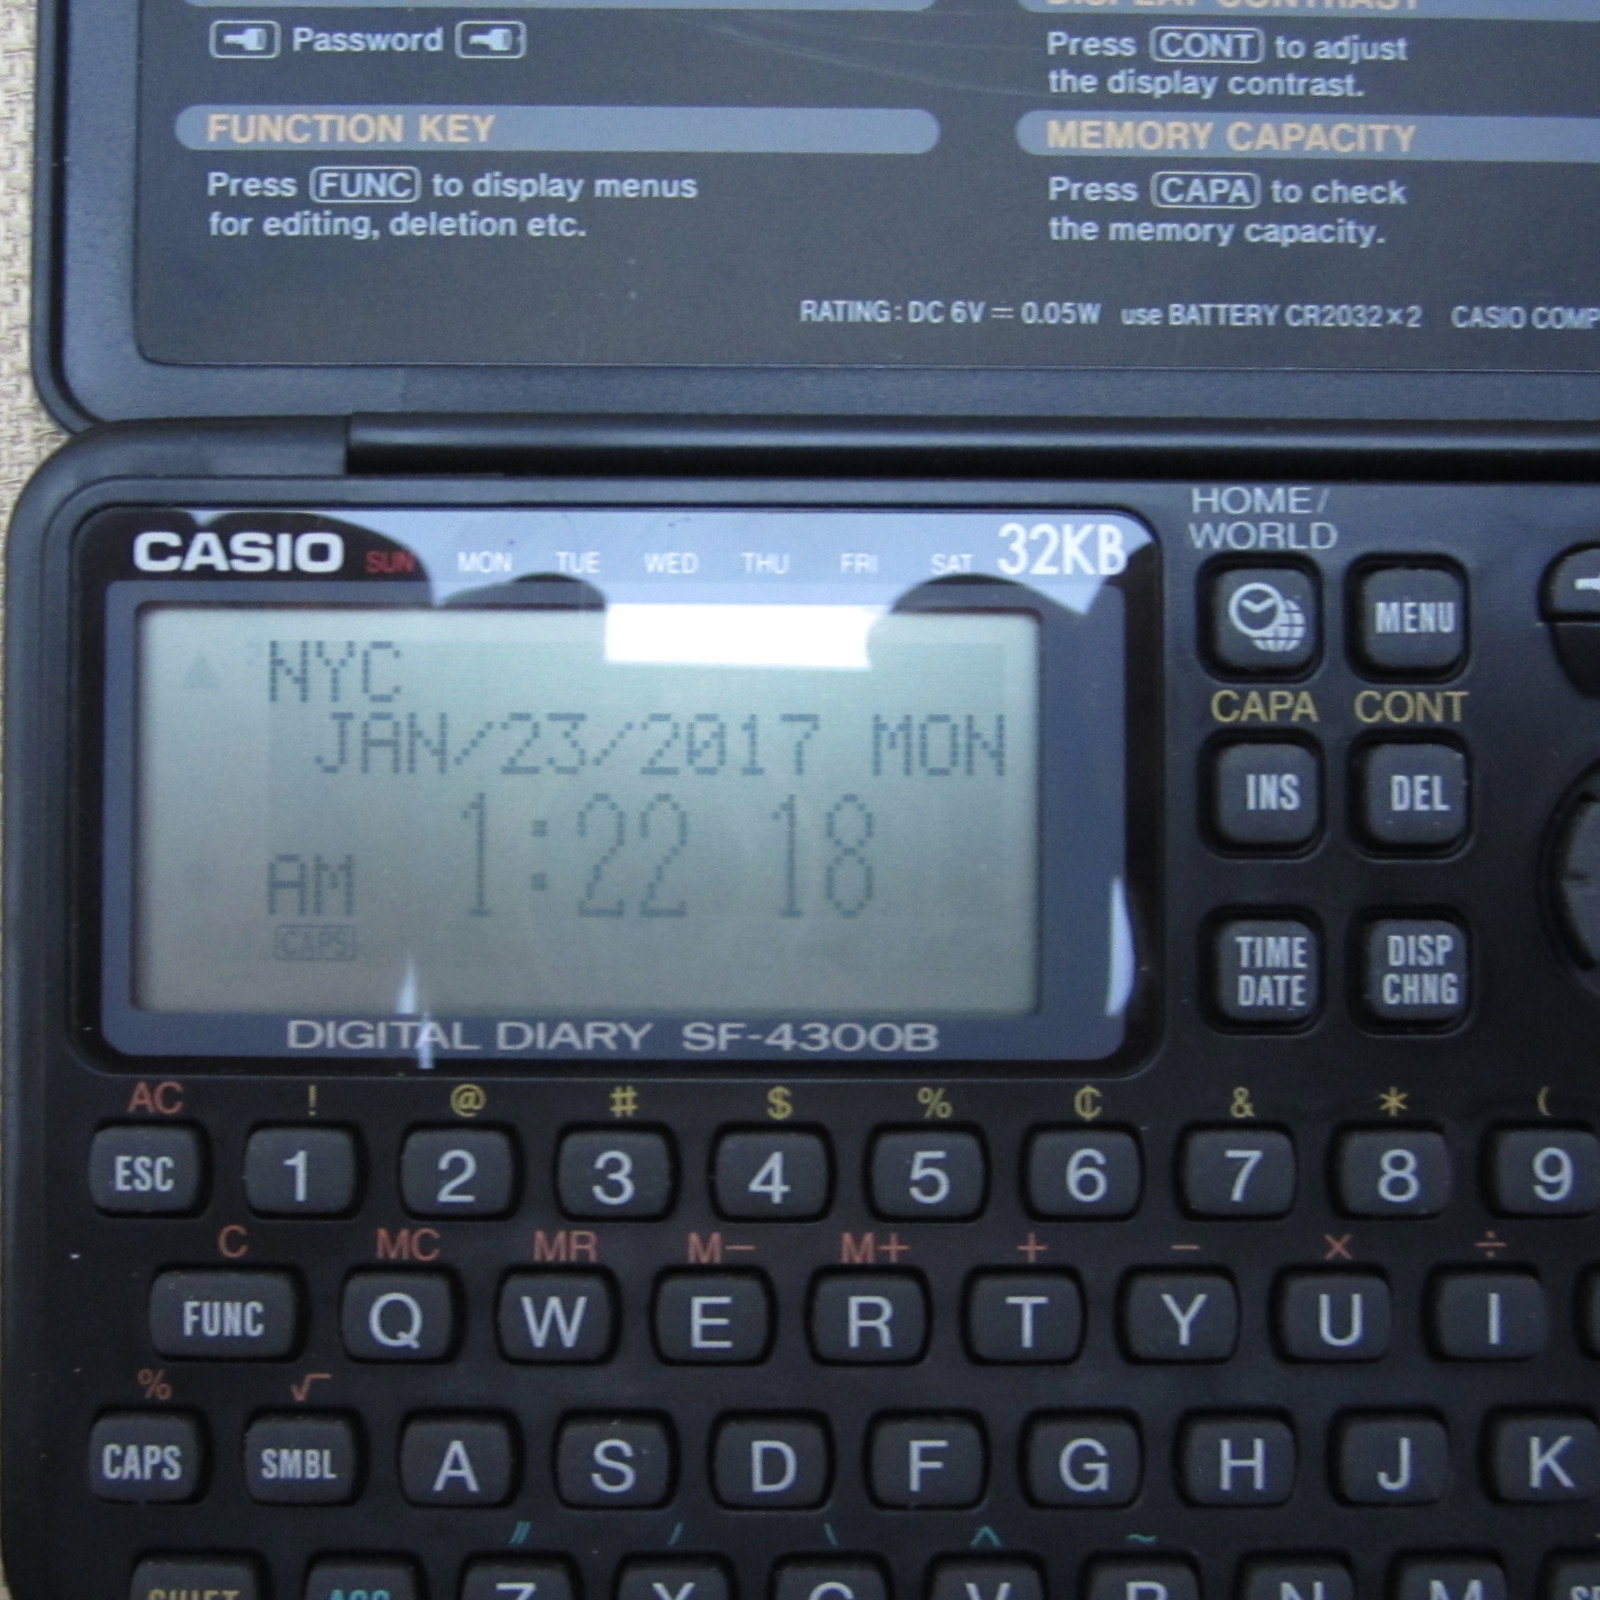 DISPLAY CONTRAST
Password
Press CONT to adjust
the display contrast.
FUNCTION KEY
MEMORY CAPACITY
Press FUNC to display menus
for editing, deletion etc.
Press CAPA to check
the memory capacity.
RATING: DC 6V ⎓ 0.05W use BATTERY CR2032×2 CASIO COMP
HOME/
WORLD
CASIO SUN MON TUE WED THU FRI SAT 32KB
NYC
JAN/23/2017 MON
AM 1:22 18
CAPS
DIGITAL DIARY SF-4300B
MENU
CAPA CONT
INS DEL
TIME
DATE
DISP
CHNG
AC ! @ # $ % ₵ & * (
ESC 1 2 3 4 5 6 7 8 9
C MC MR M− M+ + − × ÷
FUNC Q W E R T Y U I
% √
CAPS SMBL A S D F G H J K
// / \ ^ ~
SHIFT Z X C V B N M